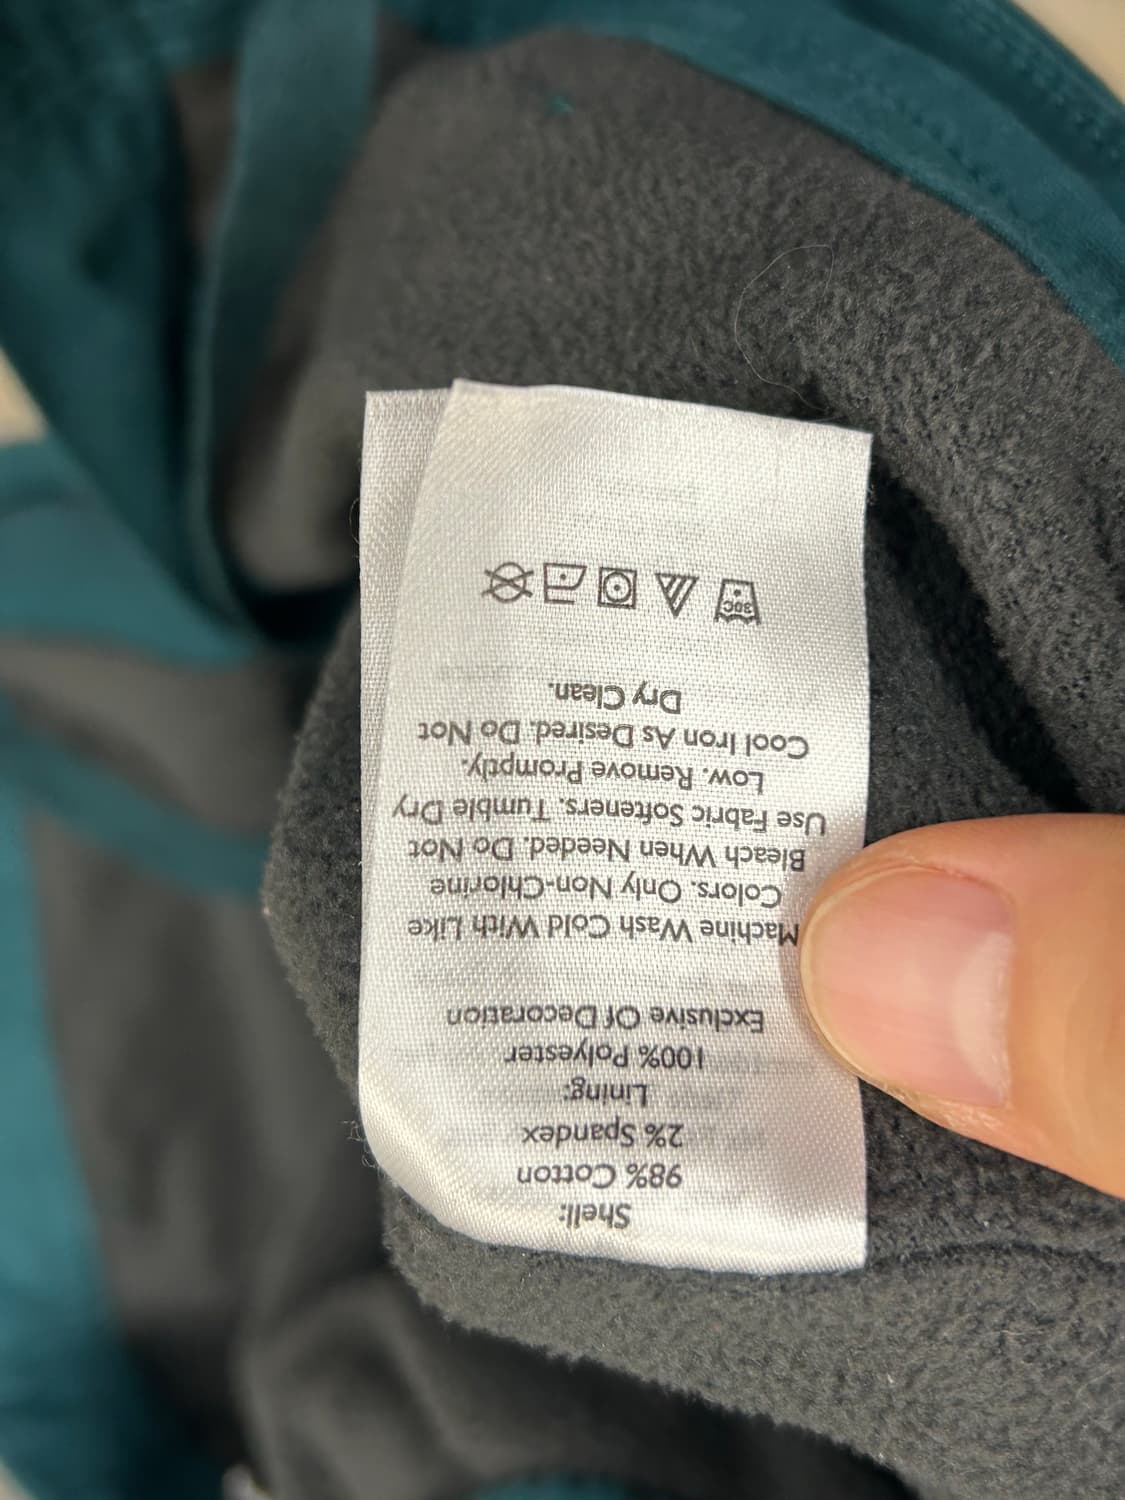 Shell:
98% Cotton
2% Spandex
Lining:
100% Polyester
Exclusive Of Decoration
Machine Wash Cold With Like
Colors. Only Non-Chlorine
Bleach When Needed. Do Not
Use Fabric Softeners. Tumble Dry
Low. Remove Promptly.
Cool Iron As Desired. Do Not
Dry Clean.
30C